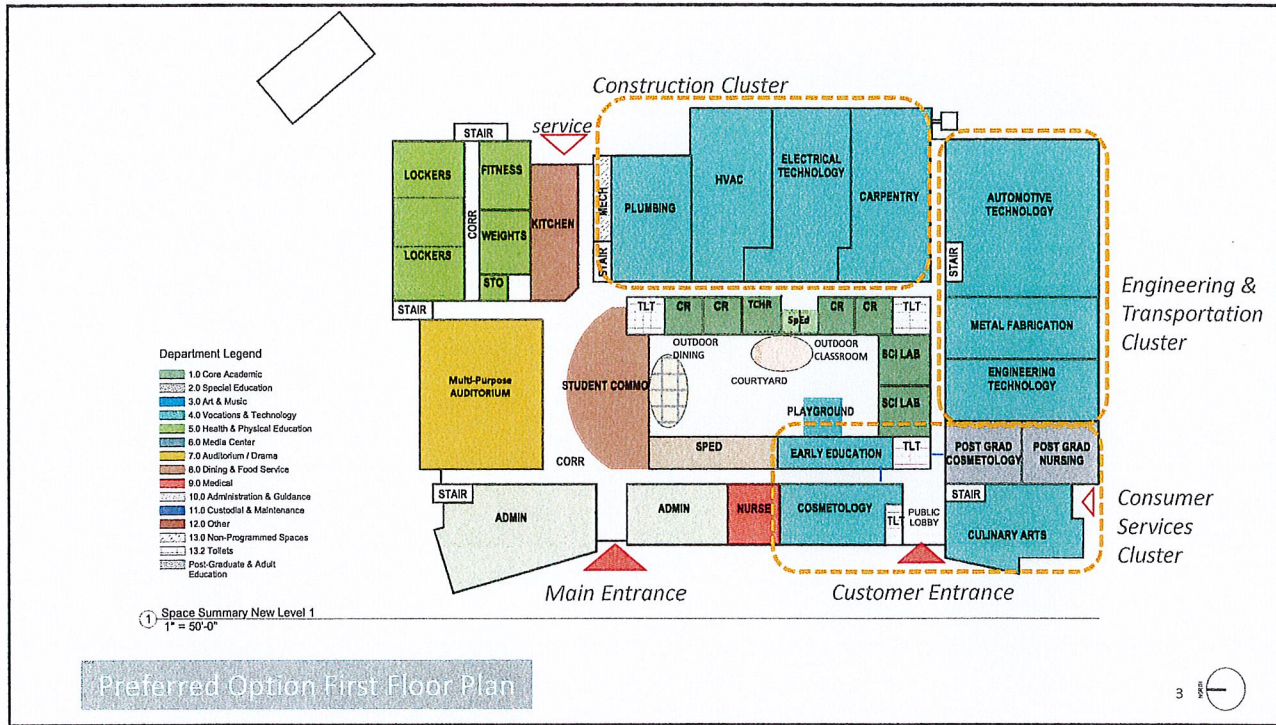 Construction Cluster
service
STAIR
LOCKERS
FITNESS
CORR
WEIGHTS
KITCHEN
LOCKERS
STO
STAIR
MECH
STAIR
PLUMBING
HVAC
ELECTRICAL
TECHNOLOGY
CARPENTRY
AUTOMOTIVE
TECHNOLOGY
STAIR
METAL FABRICATION
ENGINEERING
TECHNOLOGY
Engineering &
Transportation
Cluster
TLT
CR
CR
TCHR
SpEd
CR
CR
TLT
OUTDOOR
DINING
OUTDOOR
CLASSROOM
COURTYARD
SCI LAB
SCI LAB
PLAYGROUND
Multi-Purpose
AUDITORIUM
STUDENT COMMO
SPED
EARLY EDUCATION
TLT
POST GRAD
COSMETOLOGY
POST GRAD
NURSING
CORR
STAIR
ADMIN
ADMIN
NURSE
COSMETOLOGY
TLT
PUBLIC
LOBBY
STAIR
CULINARY ARTS
Consumer
Services
Cluster
Main Entrance
Customer Entrance
Department Legend
1.0 Core Academic
2.0 Special Education
3.0 Art & Music
4.0 Vocations & Technology
5.0 Health & Physical Education
6.0 Media Center
7.0 Auditorium / Drama
8.0 Dining & Food Service
9.0 Medical
10.0 Administration & Guidance
11.0 Custodial & Maintenance
12.0 Other
13.0 Non-Programmed Spaces
13.2 Toilets
Post-Graduate & Adult
Education
1 Space Summary New Level 1
1" = 50'-0"
Preferred Option First Floor Plan
3
NORTH